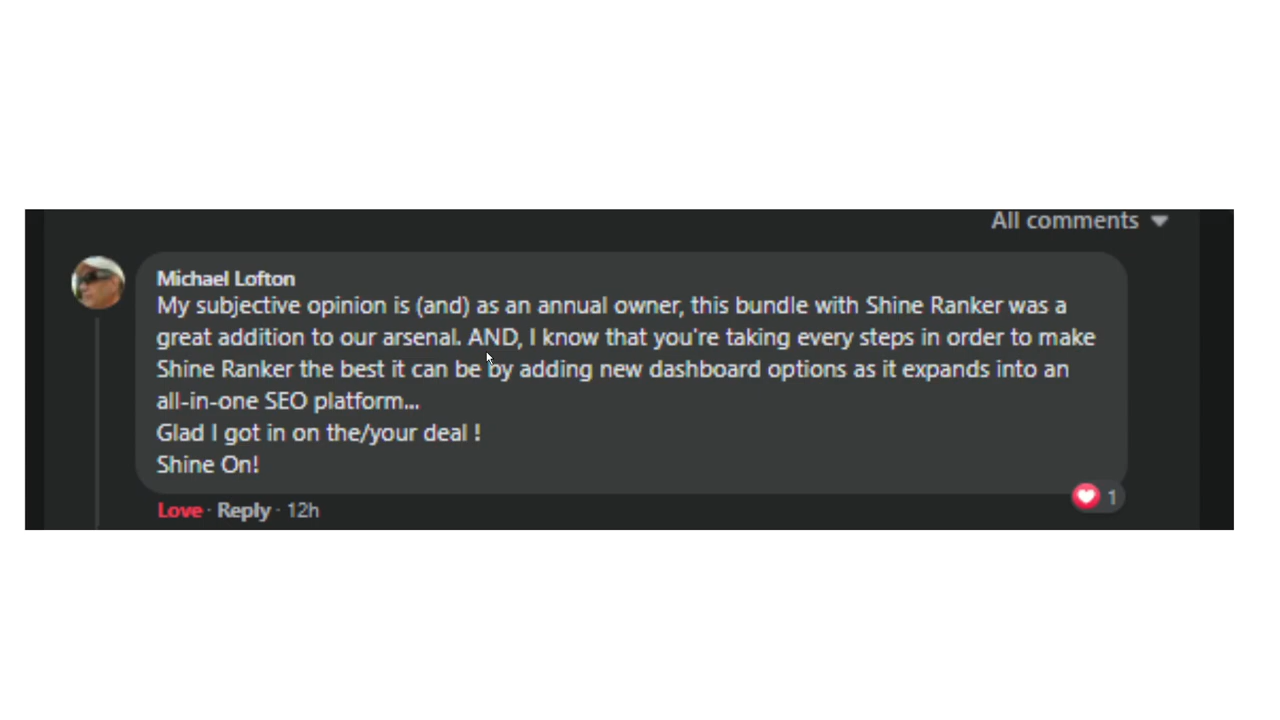 All comments
Michael Lofton
My subjective opinion is (and) as an annual owner, this bundle with Shine Ranker was a
great addition to our arsenal. AND, I know that you're taking every steps in order to make
Shine Ranker the best it can be by adding new dashboard options as it expands into an
all-in-one SEO platform...
Glad I got in on the/your deal !
Shine On!
Love · Reply · 12h
1